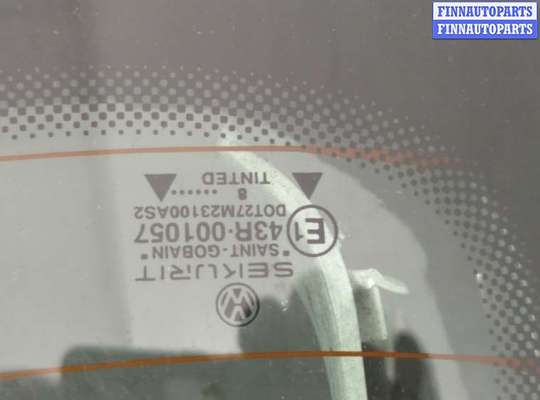 FINNAUTOPARTS
FINNAUTOPARTS
SEKURIT
"SAINT-GOBAIN"
E1 43R-001057
DOT27M23100AS2
TINTED
8